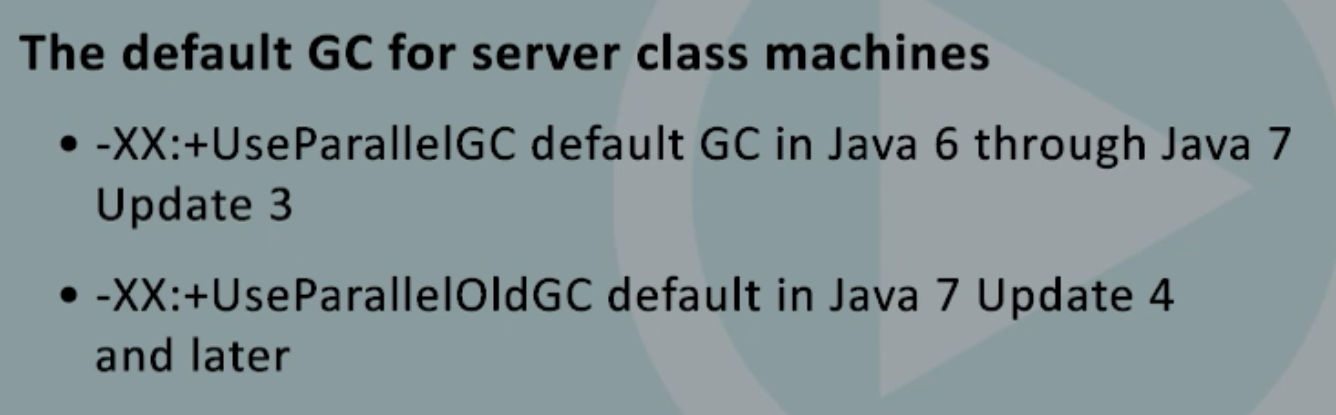 The default GC for server class machines
• -XX:+UseParallelGC default GC in Java 6 through Java 7
Update 3
• -XX:+UseParallelOldGC default in Java 7 Update 4
and later